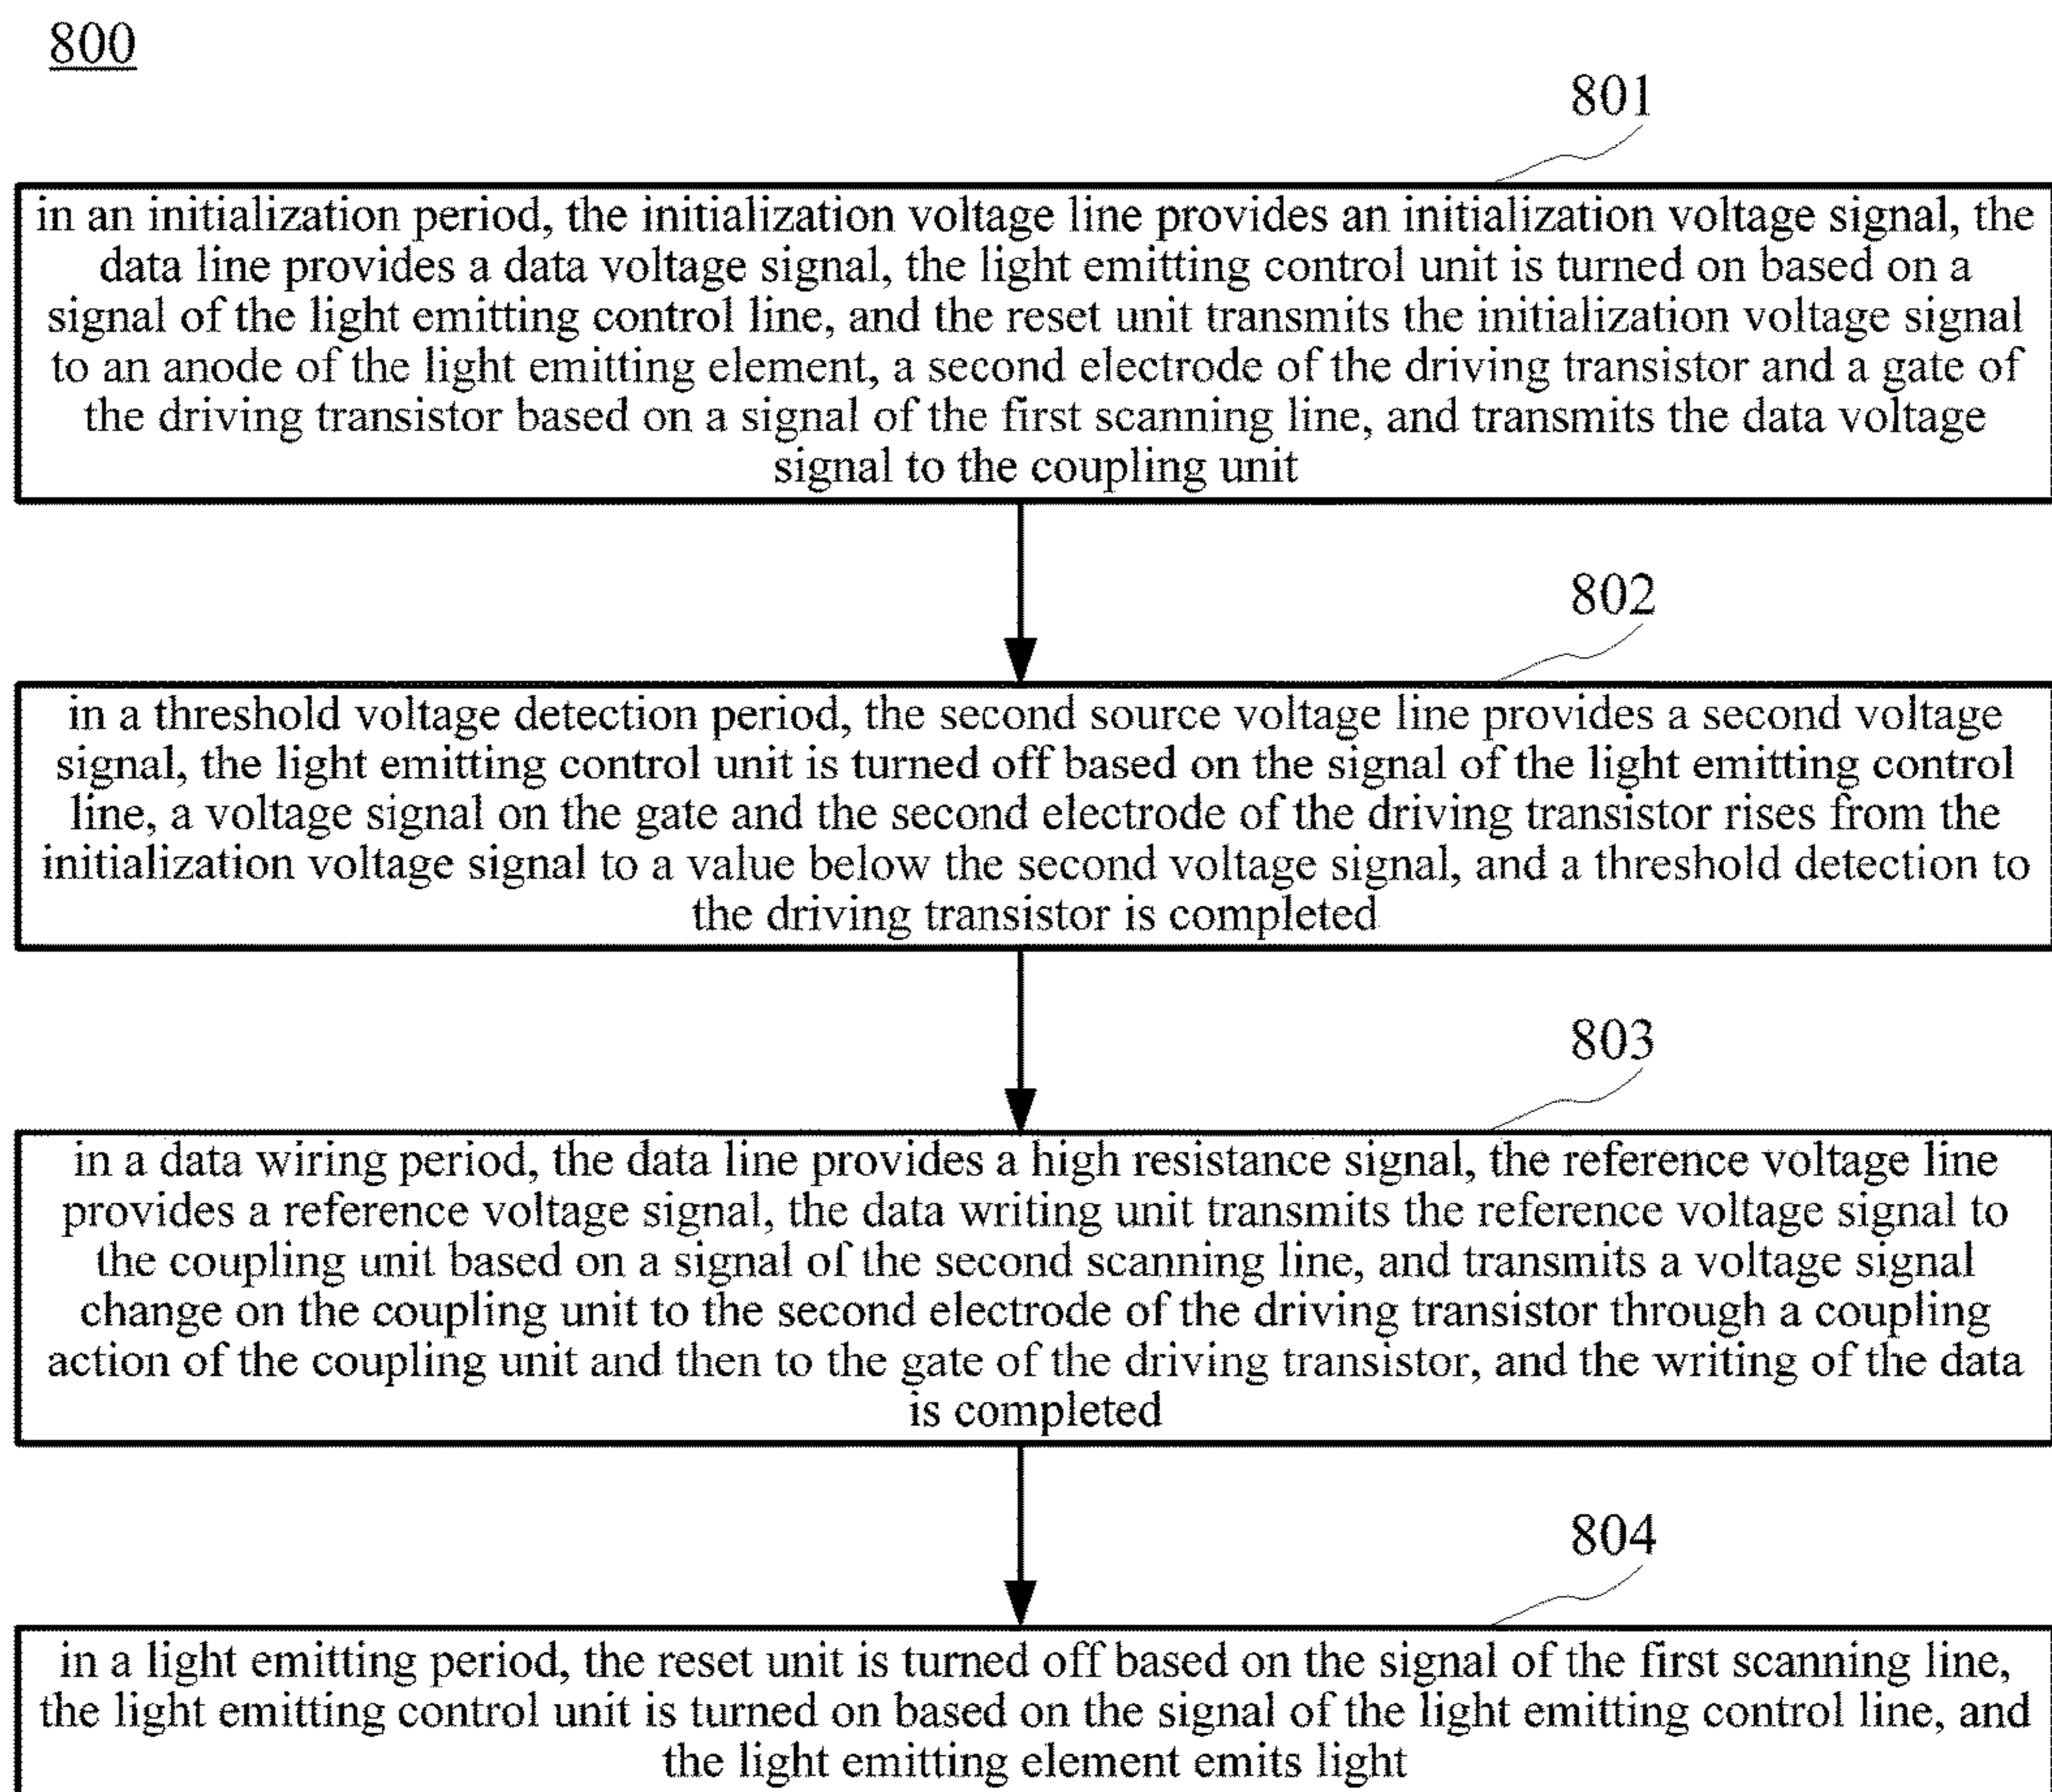 800
801
in an initialization period, the initialization voltage line provides an initialization voltage signal, the
data line provides a data voltage signal, the light emitting control unit is turned on based on a
signal of the light emitting control line, and the reset unit transmits the initialization voltage signal
to an anode of the light emitting element, a second electrode of the driving transistor and a gate of
the driving transistor based on a signal of the first scanning line, and transmits the data voltage
signal to the coupling unit
802
in a threshold voltage detection period, the second source voltage line provides a second voltage
signal, the light emitting control unit is turned off based on the signal of the light emitting control
line, a voltage signal on the gate and the second electrode of the driving transistor rises from the
initialization voltage signal to a value below the second voltage signal, and a threshold detection to
the driving transistor is completed
803
in a data wiring period, the data line provides a high resistance signal, the reference voltage line
provides a reference voltage signal, the data writing unit transmits the reference voltage signal to
the coupling unit based on a signal of the second scanning line, and transmits a voltage signal
change on the coupling unit to the second electrode of the driving transistor through a coupling
action of the coupling unit and then to the gate of the driving transistor, and the writing of the data
is completed
804
in a light emitting period, the reset unit is turned off based on the signal of the first scanning line,
the light emitting control unit is turned on based on the signal of the light emitting control line, and
the light emitting element emits light